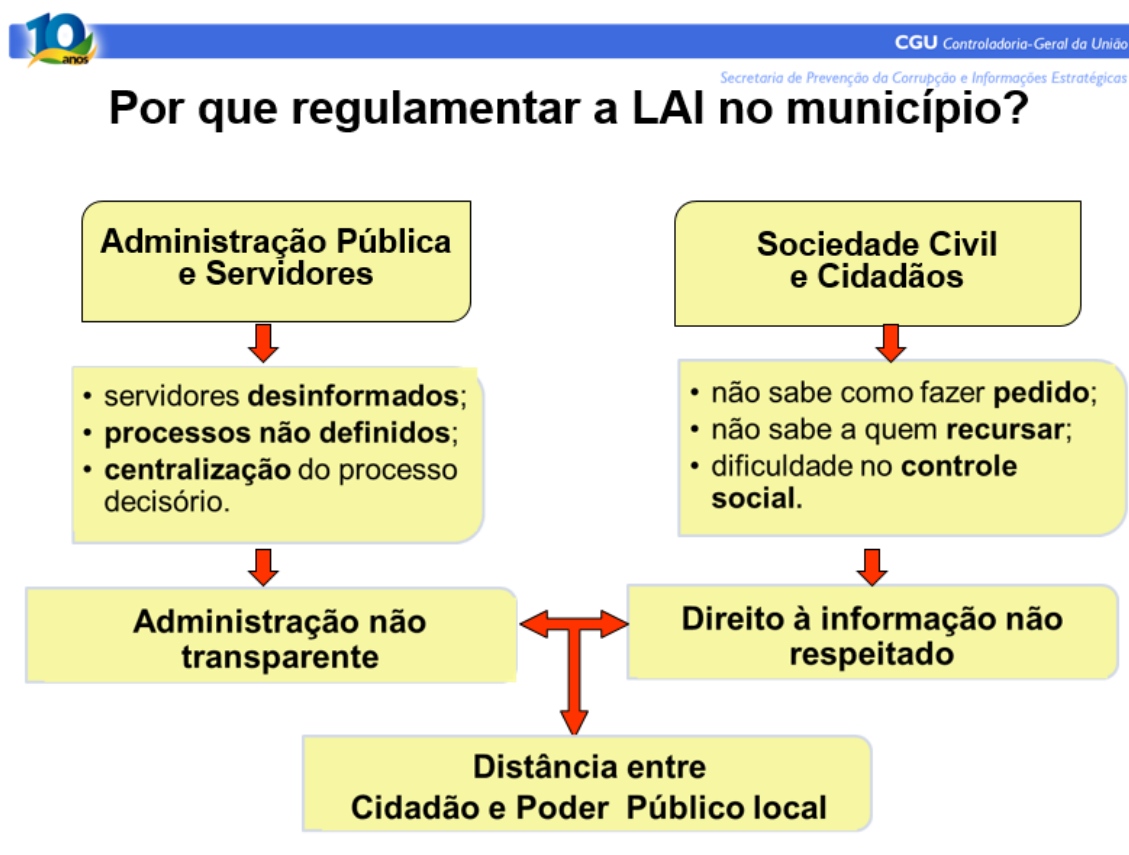 10
anos
CGU Controladoria-Geral da União
Secretaria de Prevenção da Corrupção e Informações Estratégicas
Por que regulamentar a LAI no município?
Administração Pública
e Servidores
• servidores desinformados;
• processos não definidos;
• centralização do processo
decisório.
Administração não
transparente
Sociedade Civil
e Cidadãos
• não sabe como fazer pedido;
• não sabe a quem recursar;
• dificuldade no controle
social.
Direito à informação não
respeitado
Distância entre
Cidadão e Poder Público local